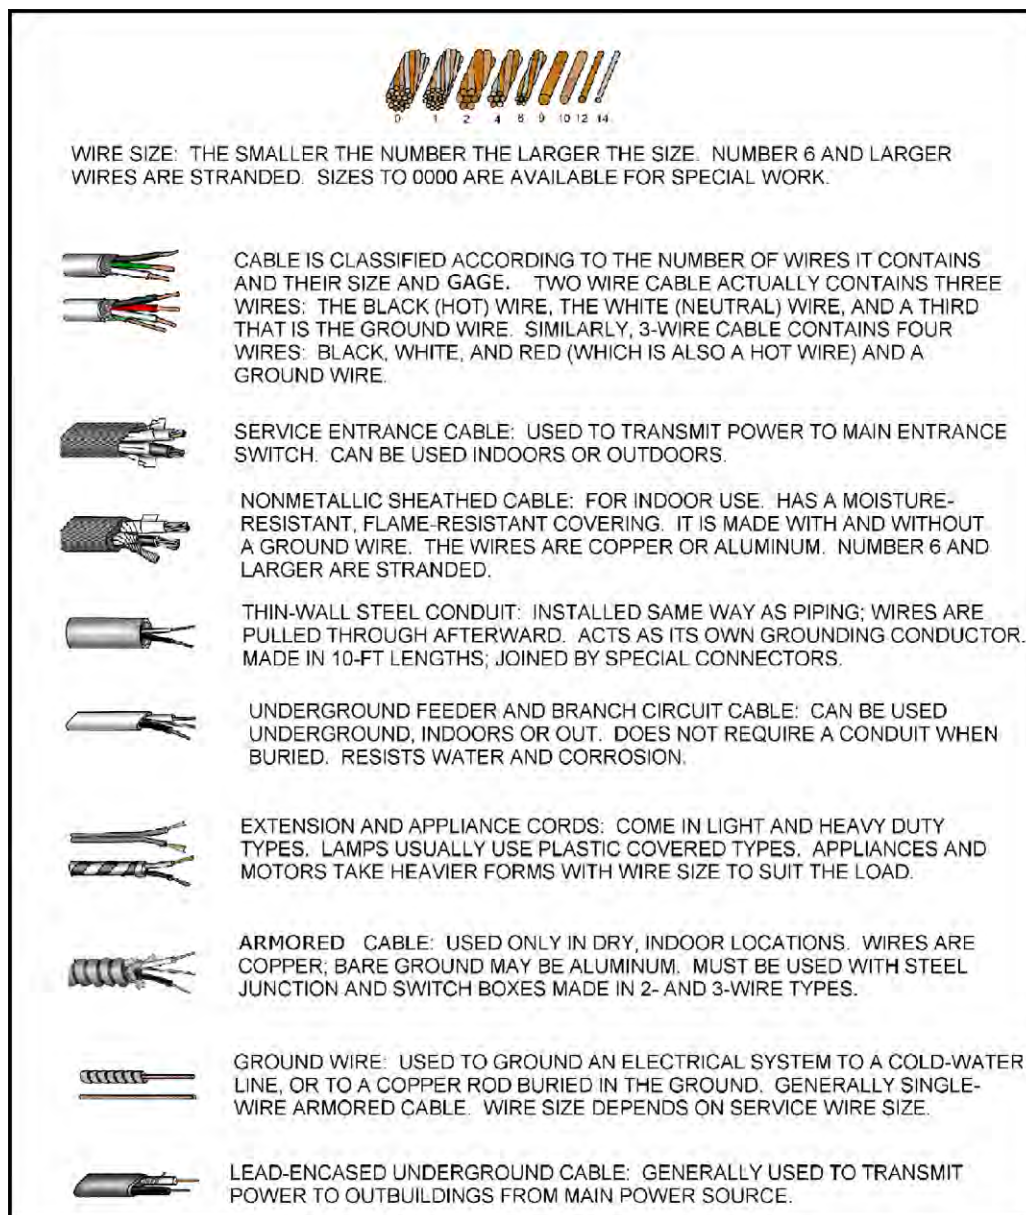 0 1 2 4 6 9 10 12 14
WIRE SIZE: THE SMALLER THE NUMBER THE LARGER THE SIZE. NUMBER 6 AND LARGER
WIRES ARE STRANDED. SIZES TO 0000 ARE AVAILABLE FOR SPECIAL WORK.
CABLE IS CLASSIFIED ACCORDING TO THE NUMBER OF WIRES IT CONTAINS
AND THEIR SIZE AND GAGE. TWO WIRE CABLE ACTUALLY CONTAINS THREE
WIRES: THE BLACK (HOT) WIRE, THE WHITE (NEUTRAL) WIRE, AND A THIRD
THAT IS THE GROUND WIRE. SIMILARLY, 3-WIRE CABLE CONTAINS FOUR
WIRES: BLACK, WHITE, AND RED (WHICH IS ALSO A HOT WIRE) AND A
GROUND WIRE.
SERVICE ENTRANCE CABLE: USED TO TRANSMIT POWER TO MAIN ENTRANCE
SWITCH. CAN BE USED INDOORS OR OUTDOORS.
NONMETALLIC SHEATHED CABLE: FOR INDOOR USE. HAS A MOISTURE-
RESISTANT, FLAME-RESISTANT COVERING. IT IS MADE WITH AND WITHOUT
A GROUND WIRE. THE WIRES ARE COPPER OR ALUMINUM. NUMBER 6 AND
LARGER ARE STRANDED.
THIN-WALL STEEL CONDUIT: INSTALLED SAME WAY AS PIPING; WIRES ARE
PULLED THROUGH AFTERWARD. ACTS AS ITS OWN GROUNDING CONDUCTOR.
MADE IN 10-FT LENGTHS; JOINED BY SPECIAL CONNECTORS.
UNDERGROUND FEEDER AND BRANCH CIRCUIT CABLE: CAN BE USED
UNDERGROUND, INDOORS OR OUT. DOES NOT REQUIRE A CONDUIT WHEN
BURIED. RESISTS WATER AND CORROSION.
EXTENSION AND APPLIANCE CORDS: COME IN LIGHT AND HEAVY DUTY
TYPES. LAMPS USUALLY USE PLASTIC COVERED TYPES. APPLIANCES AND
MOTORS TAKE HEAVIER FORMS WITH WIRE SIZE TO SUIT THE LOAD.
ARMORED CABLE: USED ONLY IN DRY, INDOOR LOCATIONS. WIRES ARE
COPPER; BARE GROUND MAY BE ALUMINUM. MUST BE USED WITH STEEL
JUNCTION AND SWITCH BOXES MADE IN 2- AND 3-WIRE TYPES.
GROUND WIRE: USED TO GROUND AN ELECTRICAL SYSTEM TO A COLD-WATER
LINE, OR TO A COPPER ROD BURIED IN THE GROUND. GENERALLY SINGLE-
WIRE ARMORED CABLE. WIRE SIZE DEPENDS ON SERVICE WIRE SIZE.
LEAD-ENCASED UNDERGROUND CABLE: GENERALLY USED TO TRANSMIT
POWER TO OUTBUILDINGS FROM MAIN POWER SOURCE.